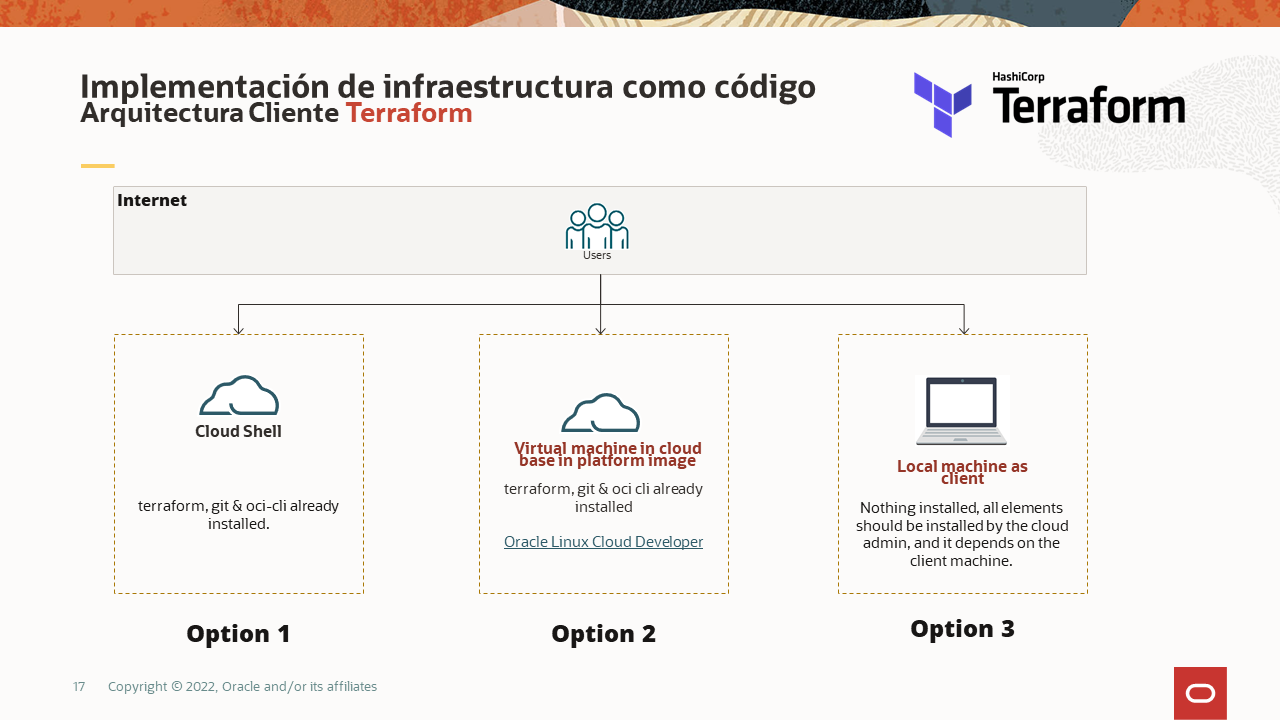 Implementación de infraestructura como código
Arquitectura Cliente Terraform
HashiCorp
Terraform
Internet
Users
Cloud Shell
terraform, git & oci-cli already
installed.
Virtual machine in cloud
base in platform image
terraform, git & oci cli already
installed
Oracle Linux Cloud Developer
Local machine as
client
Nothing installed, all elements
should be installed by the cloud
admin, and it depends on the
client machine.
Option 1
Option 2
Option 3
17
Copyright © 2022, Oracle and/or its affiliates